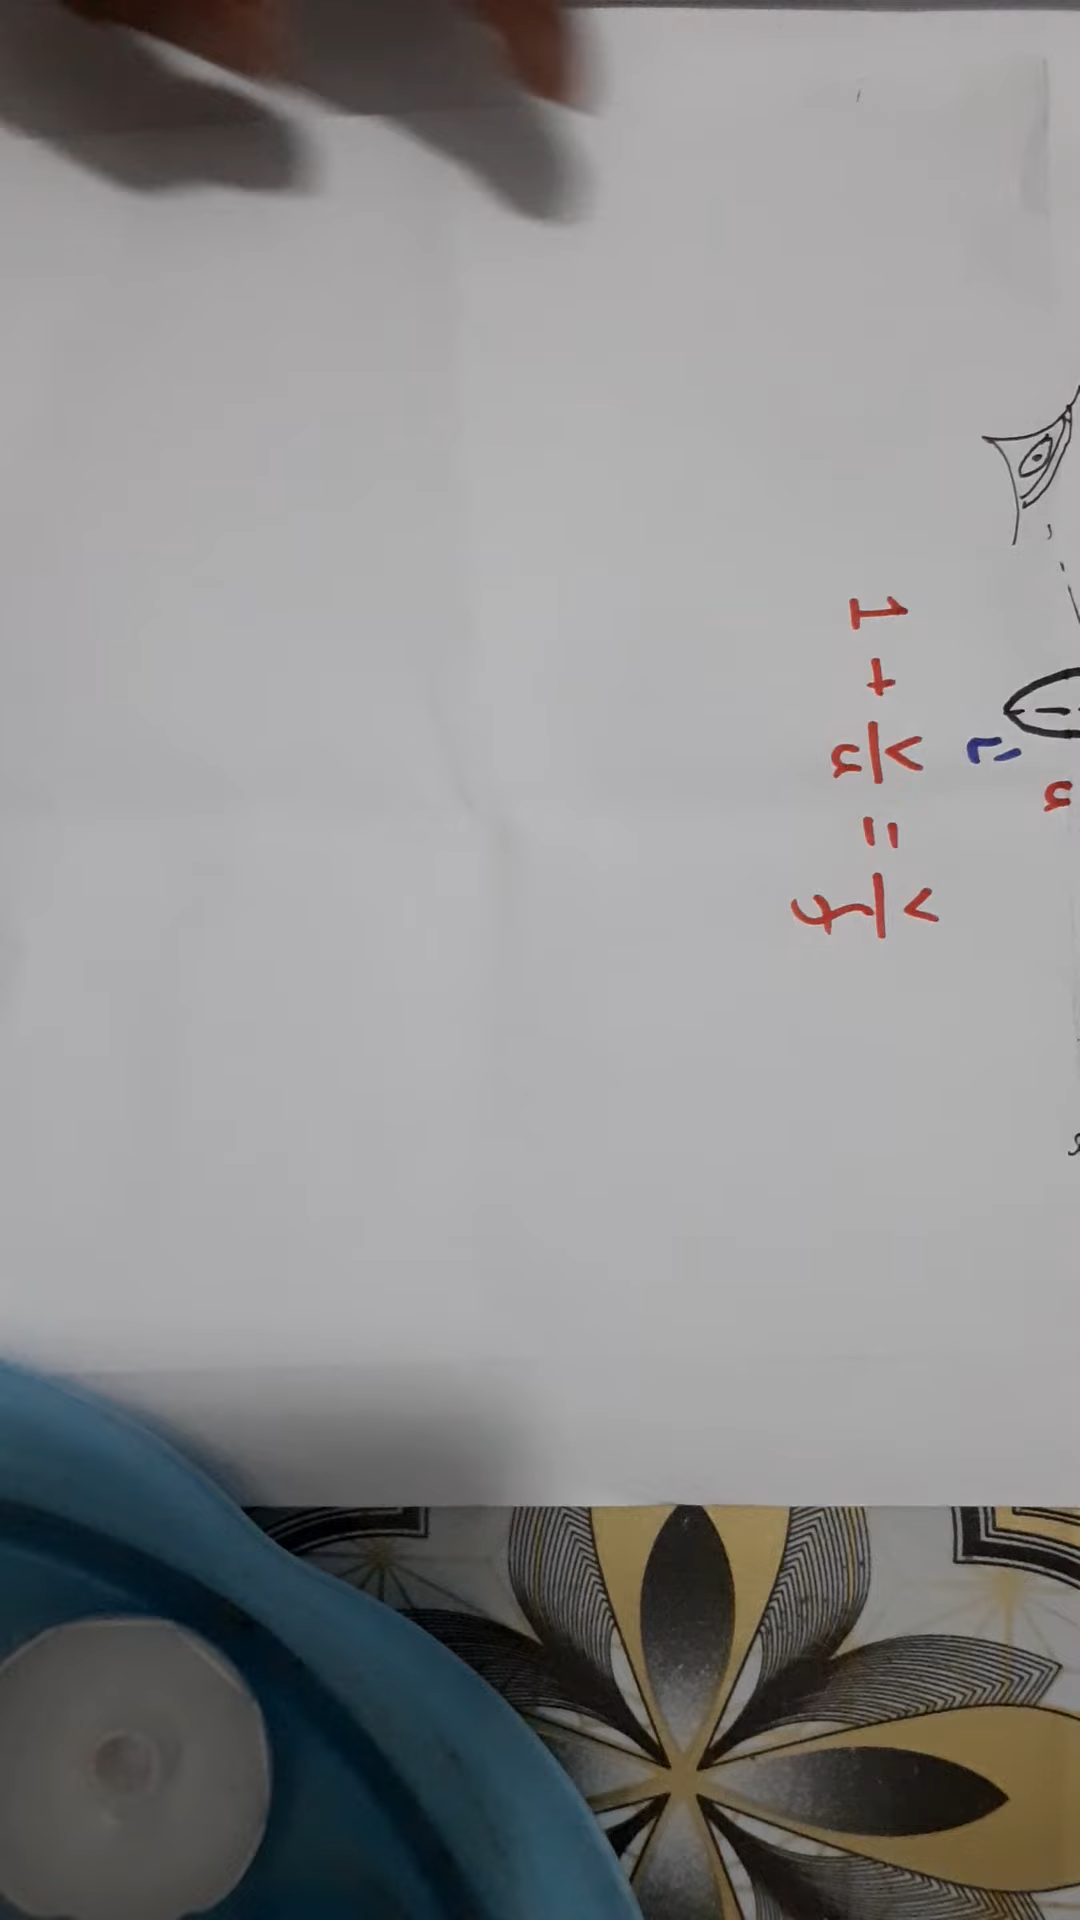 u
1 + v/u = v/f